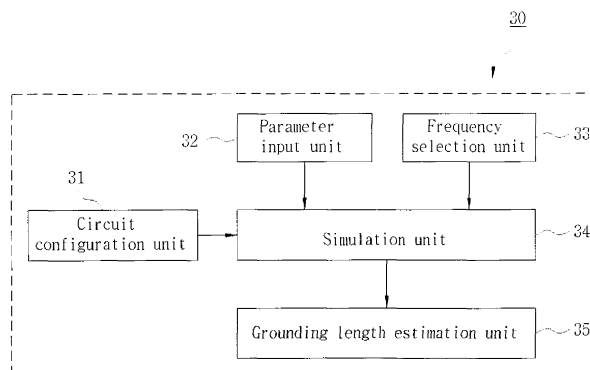 30
32
Parameter
input unit
Frequency
selection unit
33
31
Circuit
configuration unit
Simulation unit
34
Grounding length estimation unit
35